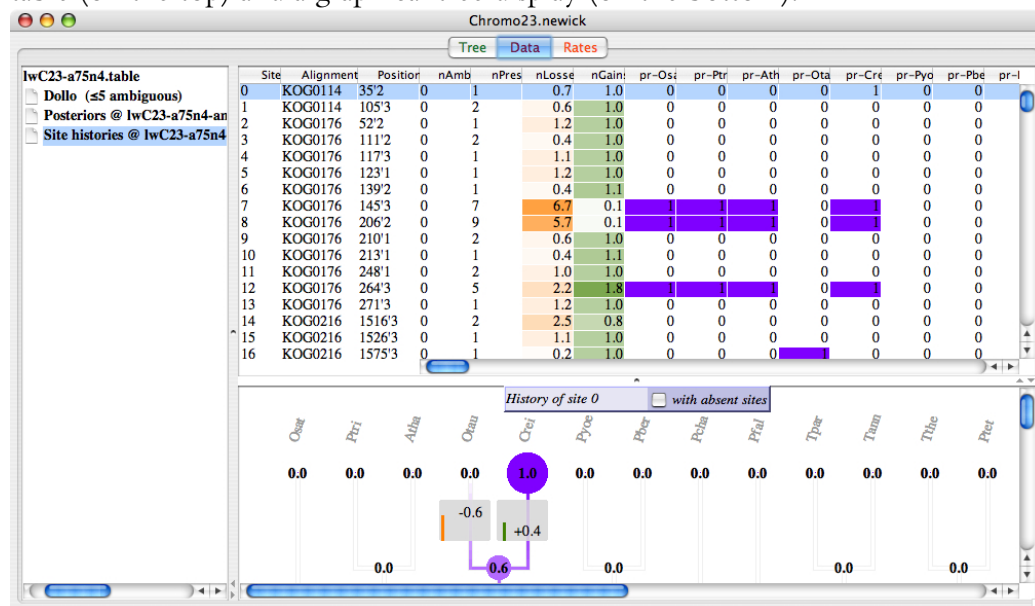 Chromo23.newick
Tree Data Rates
lwC23-a75n4.table
Dollo (≤5 ambiguous)
Posteriors @ lwC23-a75n4-an
Site histories @ lwC23-a75n4
Site Alignment Position nAmb nPres nLosse nGain pr-Osa pr-Ptr pr-Ath pr-Ota pr-Cre pr-Pyo pr-Pbe pr-l
0 KOG0114 35'2 0 1 0.7 1.0 0 0 0 0 1 0 0
1 KOG0114 105'3 0 2 0.6 1.0 0 0 0 0 0 0 0
2 KOG0176 52'2 0 1 1.2 1.0 0 0 0 0 0 0 0
3 KOG0176 111'2 0 2 0.4 1.0 0 0 0 0 0 0 0
4 KOG0176 117'3 0 1 1.1 1.0 0 0 0 0 0 0 0
5 KOG0176 123'1 0 1 1.2 1.0 0 0 0 0 0 0 0
6 KOG0176 139'2 0 1 0.4 1.1 0 0 0 0 0 0 0
7 KOG0176 145'3 0 7 6.7 0.1 1 1 1 0 1 0 0
8 KOG0176 206'2 0 9 5.7 0.1 1 1 1 0 1 0 0
9 KOG0176 210'1 0 2 0.6 1.0 0 0 0 0 0 0 0
10 KOG0176 213'1 0 1 0.4 1.1 0 0 0 0 0 0 0
11 KOG0176 248'1 0 2 1.0 1.0 0 0 0 0 0 0 0
12 KOG0176 264'3 0 5 2.2 1.8 1 1 1 0 1 0 0
13 KOG0176 271'3 0 1 1.2 1.0 0 0 0 0 0 0 0
14 KOG0216 1516'3 0 2 2.5 0.8 0 0 0 0 0 0 0
15 KOG0216 1526'3 0 1 1.1 1.0 0 0 0 0 0 0 0
16 KOG0216 1575'3 0 1 0.2 1.0 0 0 0 1 0 0 0
History of site 0 with absent sites
Osat Ptri Atha Otau Crei Pyoe Pber Pcha Pfal Tpar Tann Tthe Ptet
0.0 0.0 0.0 0.0 1.0 0.0 0.0 0.0 0.0 0.0 0.0 0.0 0.0
-0.6
+0.4
0.0 0.6 0.0 0.0 0.0